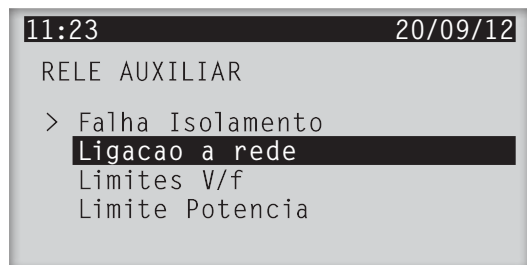 11:23 20/09/12
RELE AUXILIAR
> Falha Isolamento
Ligacao a rede
Limites V/f
Limite Potencia